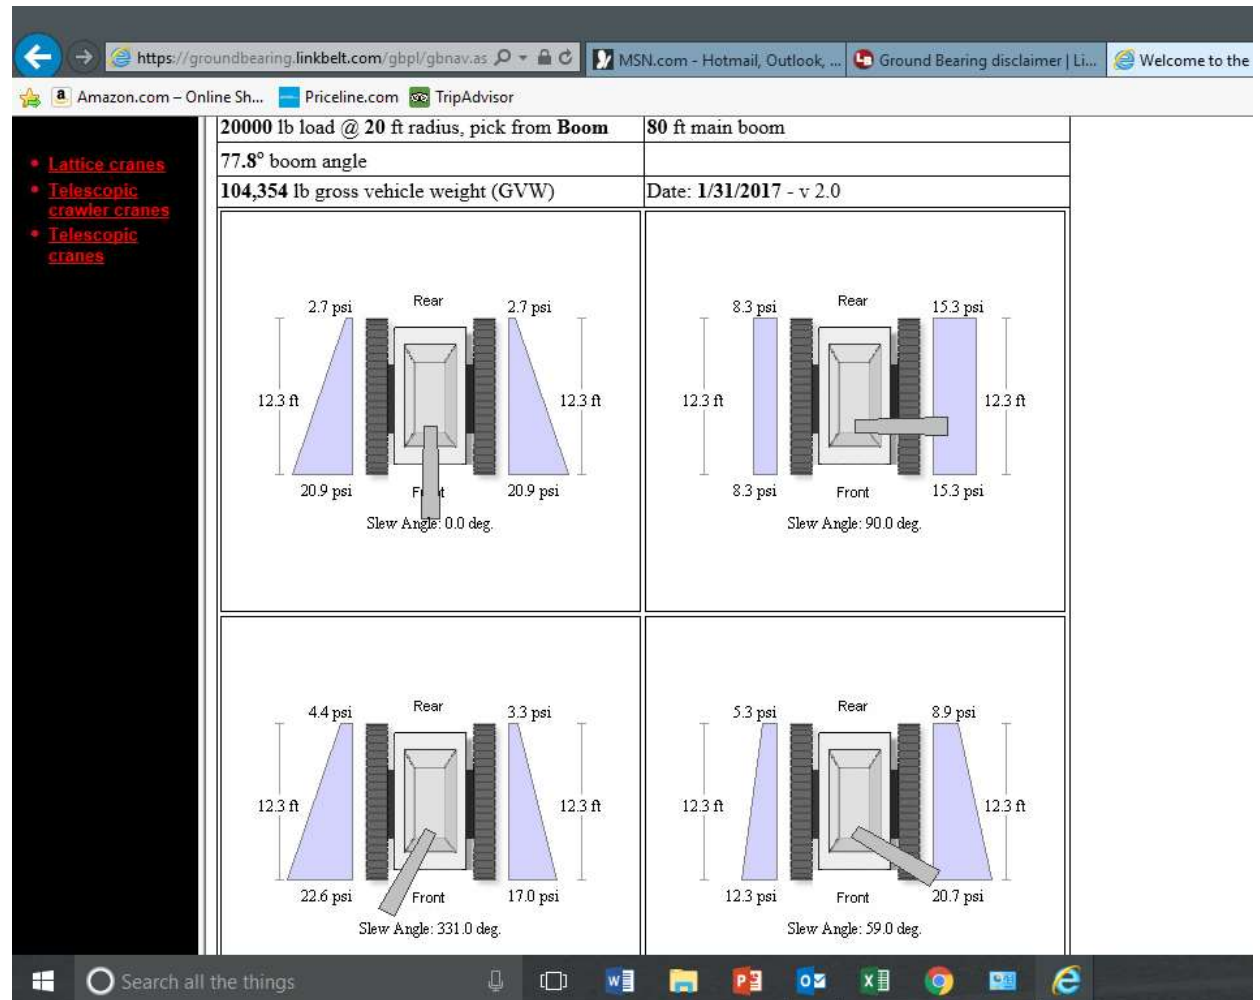 https://groundbearing.linkbelt.com/gbpl/gbnav.as
MSN.com - Hotmail, Outlook, ...
Ground Bearing disclaimer | Li...
Welcome to the
Amazon.com – Online Sh...
Priceline.com
TripAdvisor
Lattice cranes
Telescopic
crawler cranes
Telescopic
cranes
20000 lb load @ 20 ft radius, pick from Boom
80 ft main boom
77.8° boom angle
104,354 lb gross vehicle weight (GVW)
Date: 1/31/2017 - v 2.0
2.7 psi
Rear
2.7 psi
12.3 ft
12.3 ft
20.9 psi
20.9 psi
Slew Angle: 0.0 deg.
8.3 psi
Rear
15.3 psi
12.3 ft
12.3 ft
8.3 psi
Front
15.3 psi
Slew Angle: 90.0 deg.
4.4 psi
Rear
3.3 psi
12.3 ft
12.3 ft
22.6 psi
Front
17.0 psi
Slew Angle: 331.0 deg.
5.3 psi
Rear
8.9 psi
12.3 ft
12.3 ft
12.3 psi
Front
20.7 psi
Slew Angle: 59.0 deg.
Search all the things